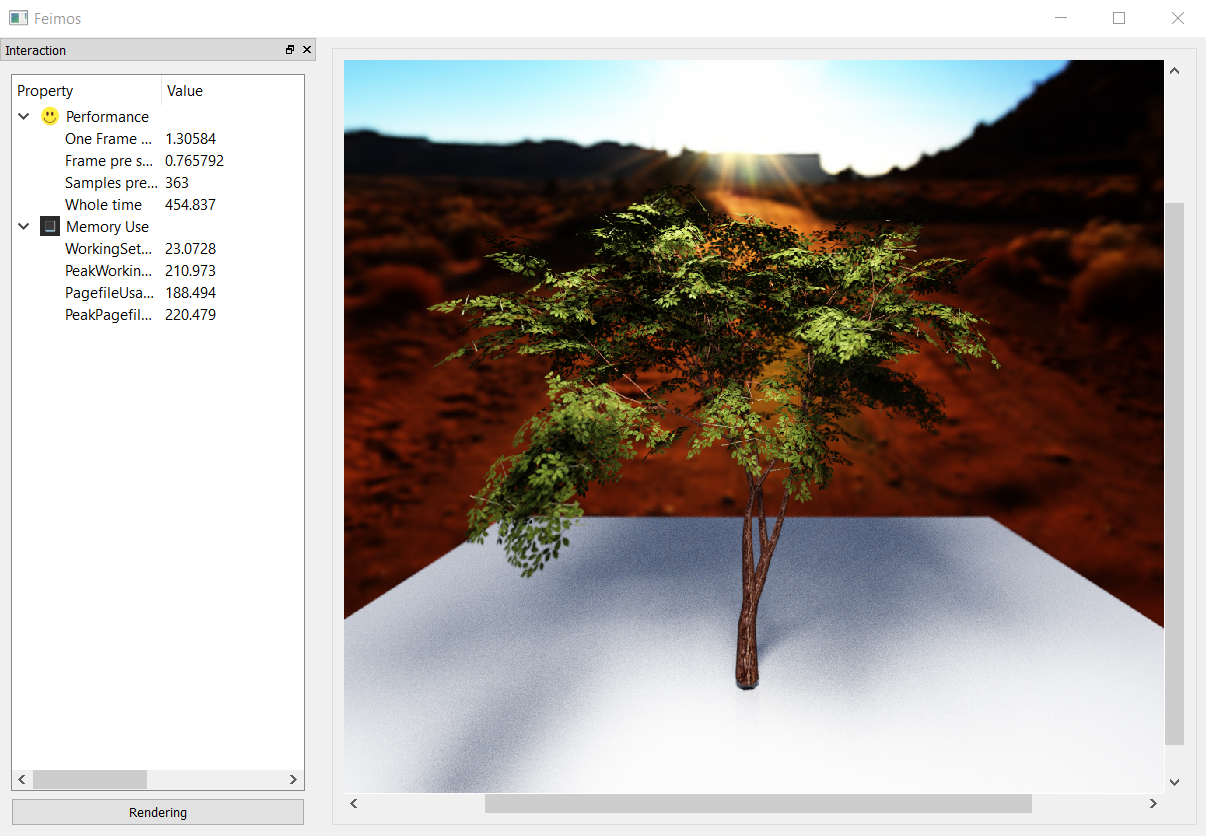 Feimos
Interaction
Property Value
Performance
One Frame ... 1.30584
Frame pre s... 0.765792
Samples pre... 363
Whole time 454.837
Memory Use
WorkingSet... 23.0728
PeakWorkin... 210.973
PagefileUsa... 188.494
PeakPagefil... 220.479
Rendering